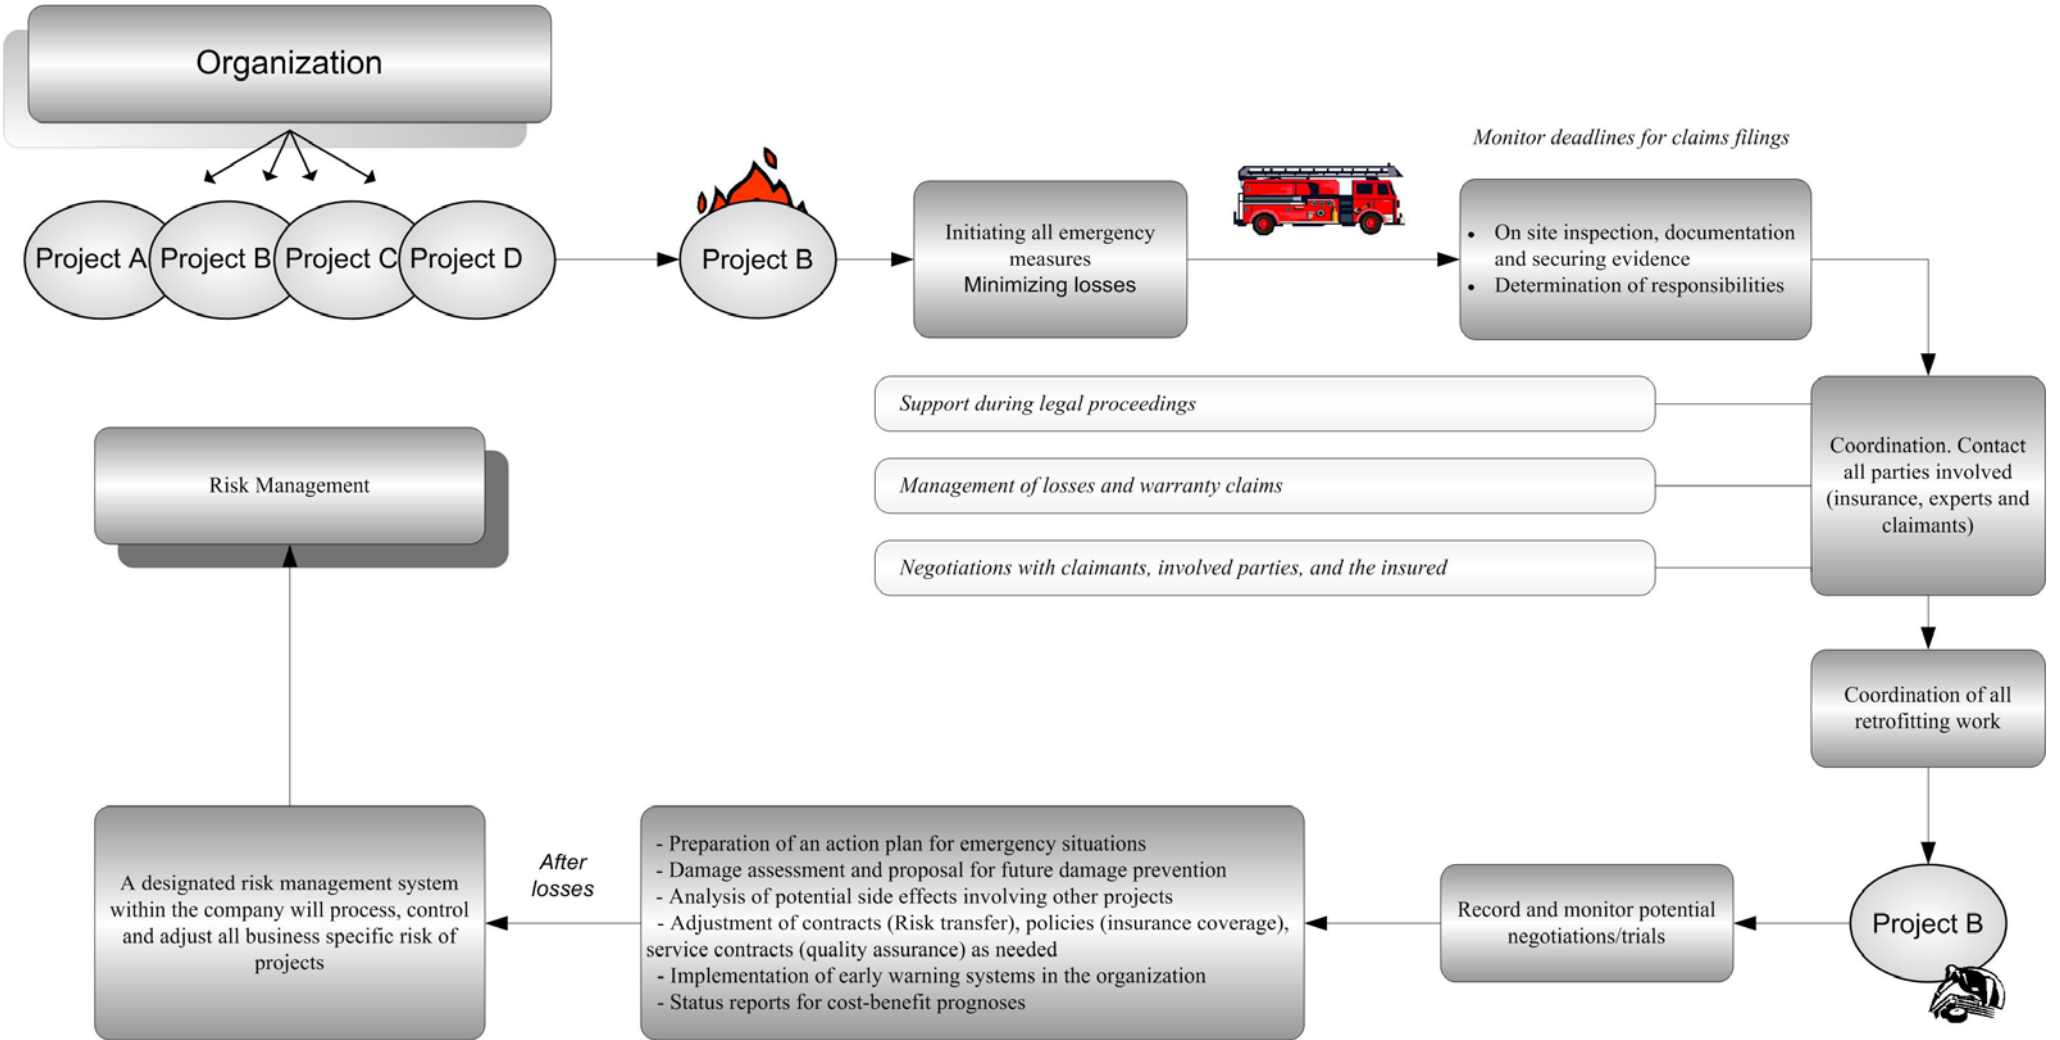 Organization
Project A
Project B
Project C
Project D
Project B
Initiating all emergency
measures
Minimizing losses
Monitor deadlines for claims filings
• On site inspection, documentation
and securing evidence
• Determination of responsibilities
Support during legal proceedings
Management of losses and warranty claims
Negotiations with claimants, involved parties, and the insured
Coordination. Contact
all parties involved
(insurance, experts and
claimants)
Coordination of all
retrofitting work
Project B
Record and monitor potential
negotiations/trials
- Preparation of an action plan for emergency situations
- Damage assessment and proposal for future damage prevention
- Analysis of potential side effects involving other projects
- Adjustment of contracts (Risk transfer), policies (insurance coverage),
service contracts (quality assurance) as needed
- Implementation of early warning systems in the organization
- Status reports for cost-benefit prognoses
After
losses
A designated risk management system
within the company will process, control
and adjust all business specific risk of
projects
Risk Management